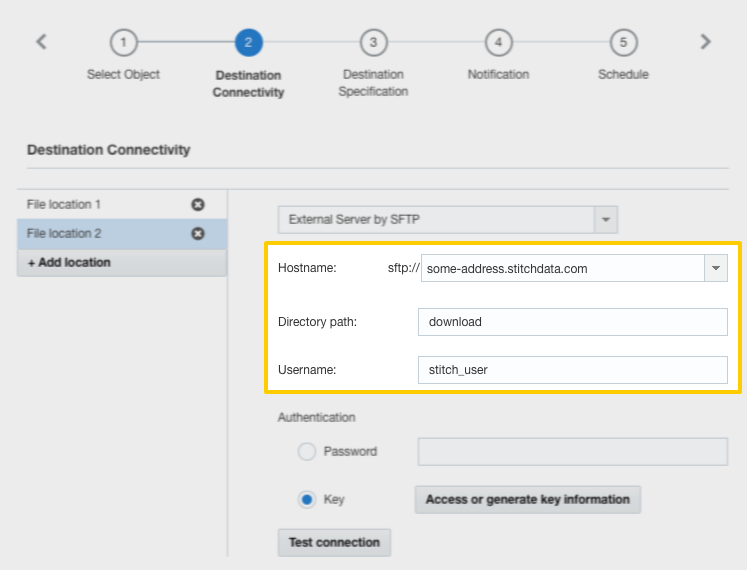 1 2 3 4 5
Select Object Destination Connectivity Destination Specification Notification Schedule
Destination Connectivity
File location 1
File location 2
+ Add location
External Server by SFTP
Hostname: sftp:// some-address.stitchdata.com
Directory path: download
Username: stitch_user
Authentication
Password
Key Access or generate key information
Test connection